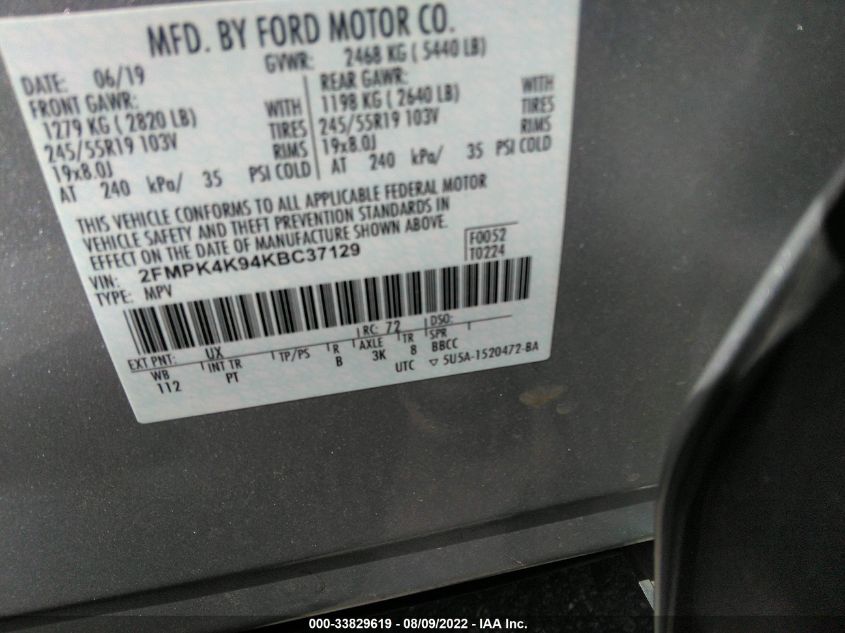 MFD. BY FORD MOTOR CO.
DATE: 06/19 GVWR: 2468 KG ( 5440 LB)
FRONT GAWR: REAR GAWR:
1279 KG ( 2820 LB) WITH 1198 KG ( 2640 LB) WITH
245/55R19 103V TIRES 245/55R19 103V TIRES
19x8.0J RIMS 19x8.0J RIMS
AT 240 kPa/ 35 PSI COLD AT 240 kPa/ 35 PSI COLD
THIS VEHICLE CONFORMS TO ALL APPLICABLE FEDERAL MOTOR
VEHICLE SAFETY AND THEFT PREVENTION STANDARDS IN
EFFECT ON THE DATE OF MANUFACTURE SHOWN ABOVE.
VIN: 2FMPK4K94KBC37129 F0052
TYPE: MPV T0224
EXT PNT: UX RC: 72 DSO:
WB INT TR TP/PS R AXLE TR SPR
112 PT B 3K 8 BBCC
UTC ▽ 5U5A-1520472-BA
000-33829619 - 08/09/2022 - IAA Inc.